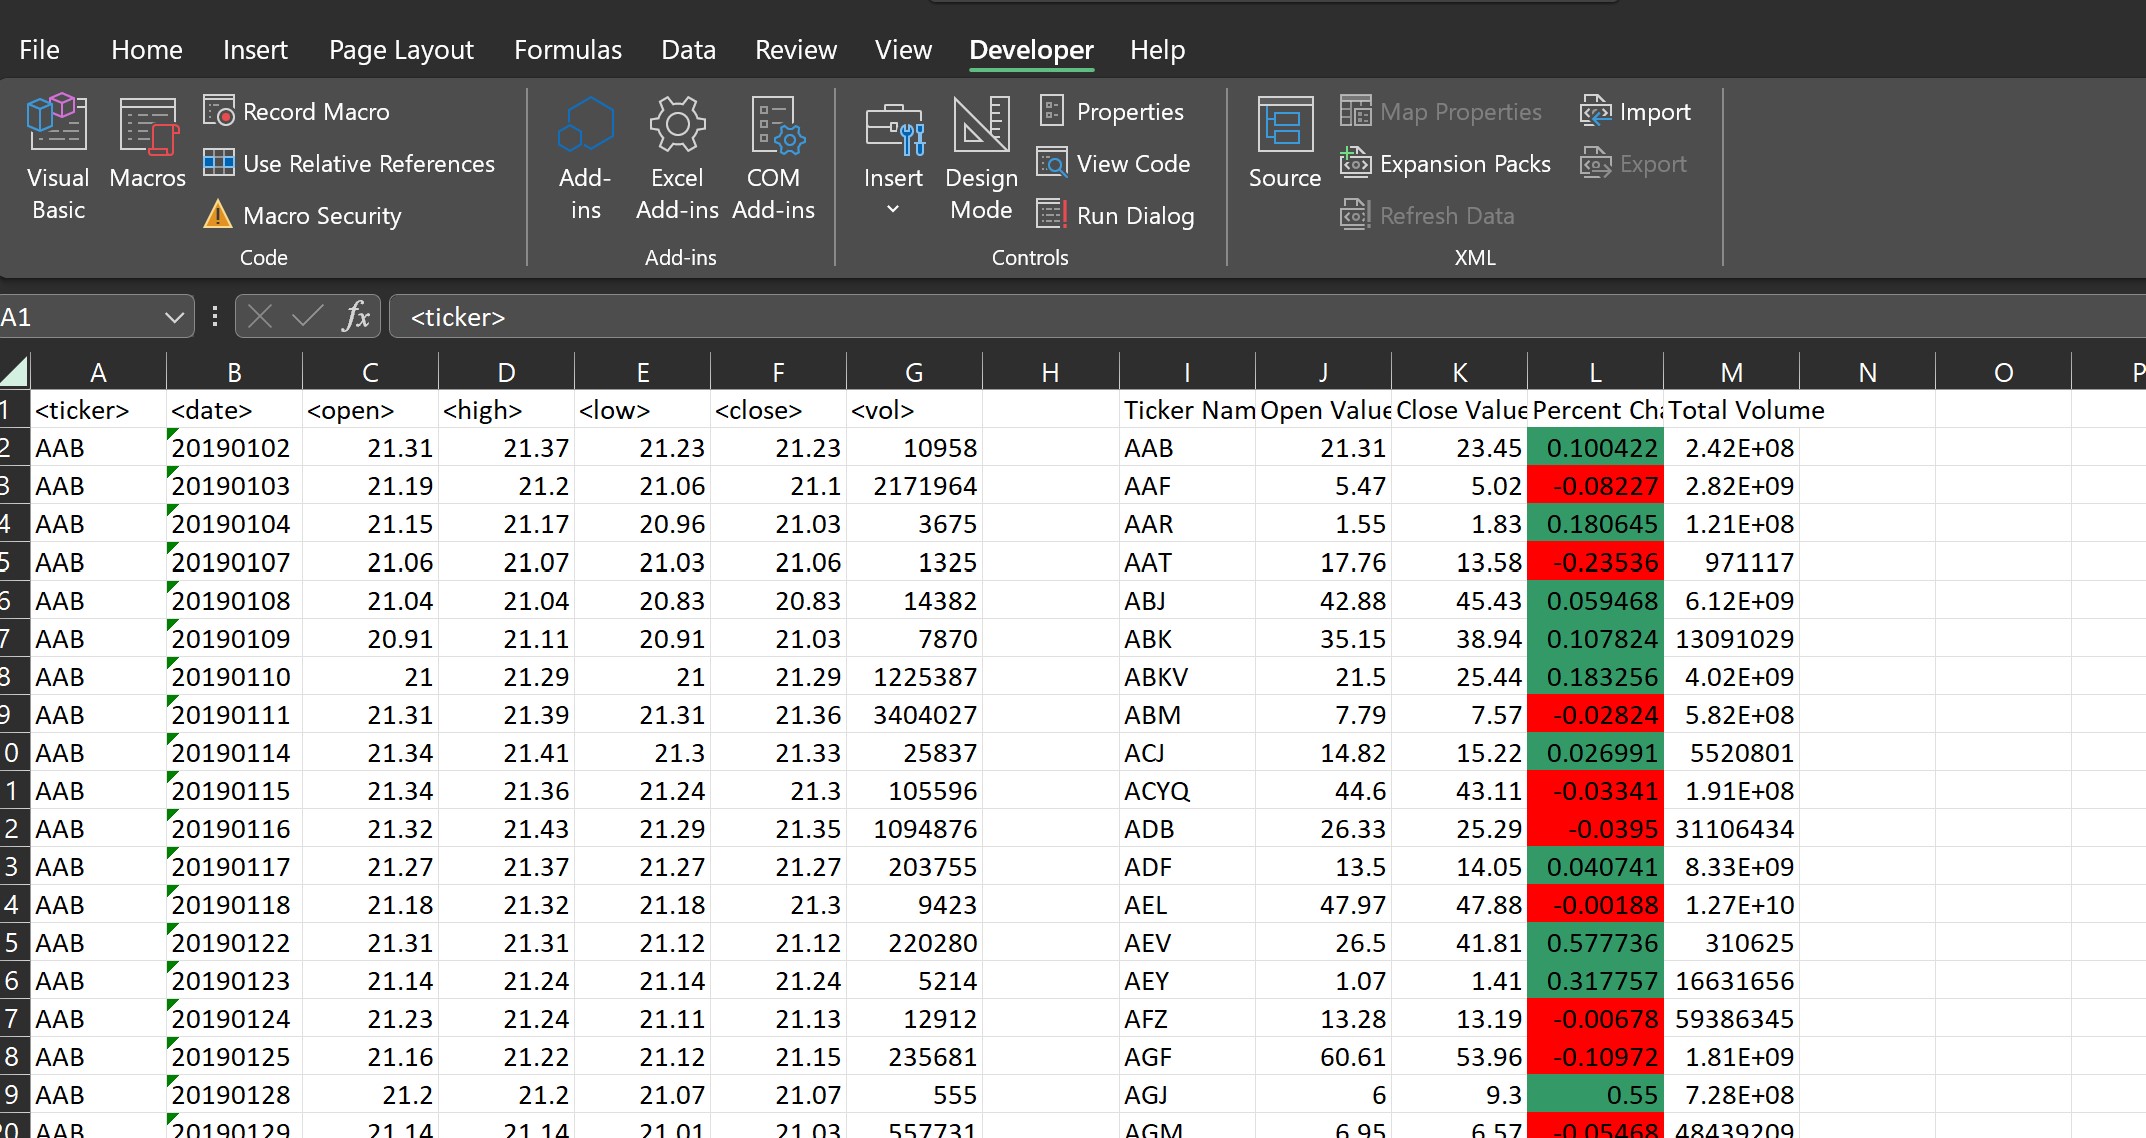 File Home Insert Page Layout Formulas Data Review View Developer Help
Visual Basic
Macros
Record Macro
Use Relative References
Macro Security
Code
Add-ins
Excel Add-ins
COM Add-ins
Add-ins
Insert
Design Mode
Properties
View Code
Run Dialog
Controls
Source
Map Properties
Expansion Packs
Refresh Data
Import
Export
XML
A1 fx <ticker>
A B C D E F G H I J K L M N O P
1 <ticker> <date> <open> <high> <low> <close> <vol> Ticker Nam Open Value Close Value Percent Cha Total Volume
2 AAB 20190102 21.31 21.37 21.23 21.23 10958 AAB 21.31 23.45 0.100422 2.42E+08
3 AAB 20190103 21.19 21.2 21.06 21.1 2171964 AAF 5.47 5.02 -0.08227 2.82E+09
4 AAB 20190104 21.15 21.17 20.96 21.03 3675 AAR 1.55 1.83 0.180645 1.21E+08
5 AAB 20190107 21.06 21.07 21.03 21.06 1325 AAT 17.76 13.58 -0.23536 971117
6 AAB 20190108 21.04 21.04 20.83 20.83 14382 ABJ 42.88 45.43 0.059468 6.12E+09
7 AAB 20190109 20.91 21.11 20.91 21.03 7870 ABK 35.15 38.94 0.107824 13091029
8 AAB 20190110 21 21.29 21 21.29 1225387 ABKV 21.5 25.44 0.183256 4.02E+09
9 AAB 20190111 21.31 21.39 21.31 21.36 3404027 ABM 7.79 7.57 -0.02824 5.82E+08
0 AAB 20190114 21.34 21.41 21.3 21.33 25837 ACJ 14.82 15.22 0.026991 5520801
1 AAB 20190115 21.34 21.36 21.24 21.3 105596 ACYQ 44.6 43.11 -0.03341 1.91E+08
2 AAB 20190116 21.32 21.43 21.29 21.35 1094876 ADB 26.33 25.29 -0.0395 31106434
3 AAB 20190117 21.27 21.37 21.27 21.27 203755 ADF 13.5 14.05 0.040741 8.33E+09
4 AAB 20190118 21.18 21.32 21.18 21.3 9423 AEL 47.97 47.88 -0.00188 1.27E+10
5 AAB 20190122 21.31 21.31 21.12 21.12 220280 AEV 26.5 41.81 0.577736 310625
6 AAB 20190123 21.14 21.24 21.14 21.24 5214 AEY 1.07 1.41 0.317757 16631656
7 AAB 20190124 21.23 21.24 21.11 21.13 12912 AFZ 13.28 13.19 -0.00678 59386345
8 AAB 20190125 21.16 21.22 21.12 21.15 235681 AGF 60.61 53.96 -0.10972 1.81E+09
9 AAB 20190128 21.2 21.2 21.07 21.07 555 AGJ 6 9.3 0.55 7.28E+08
20 AAB 20190129 21.14 21.14 21.01 21.03 557731 AGM 6.95 6.57 -0.05468 48439209